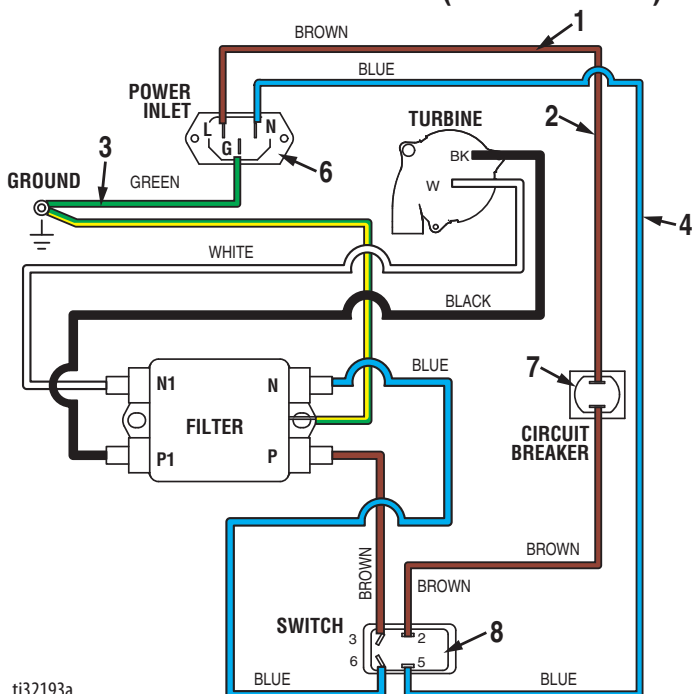 1
BROWN
BLUE
POWER
INLET
L
N
G
6
TURBINE
BK
W
2
3
GROUND
GREEN
4
WHITE
BLACK
BLUE
N1
N
FILTER
P1
P
7
CIRCUIT
BREAKER
BROWN
BROWN
BROWN
SWITCH
3
2
6
5
8
BLUE
BLUE
ti32193a